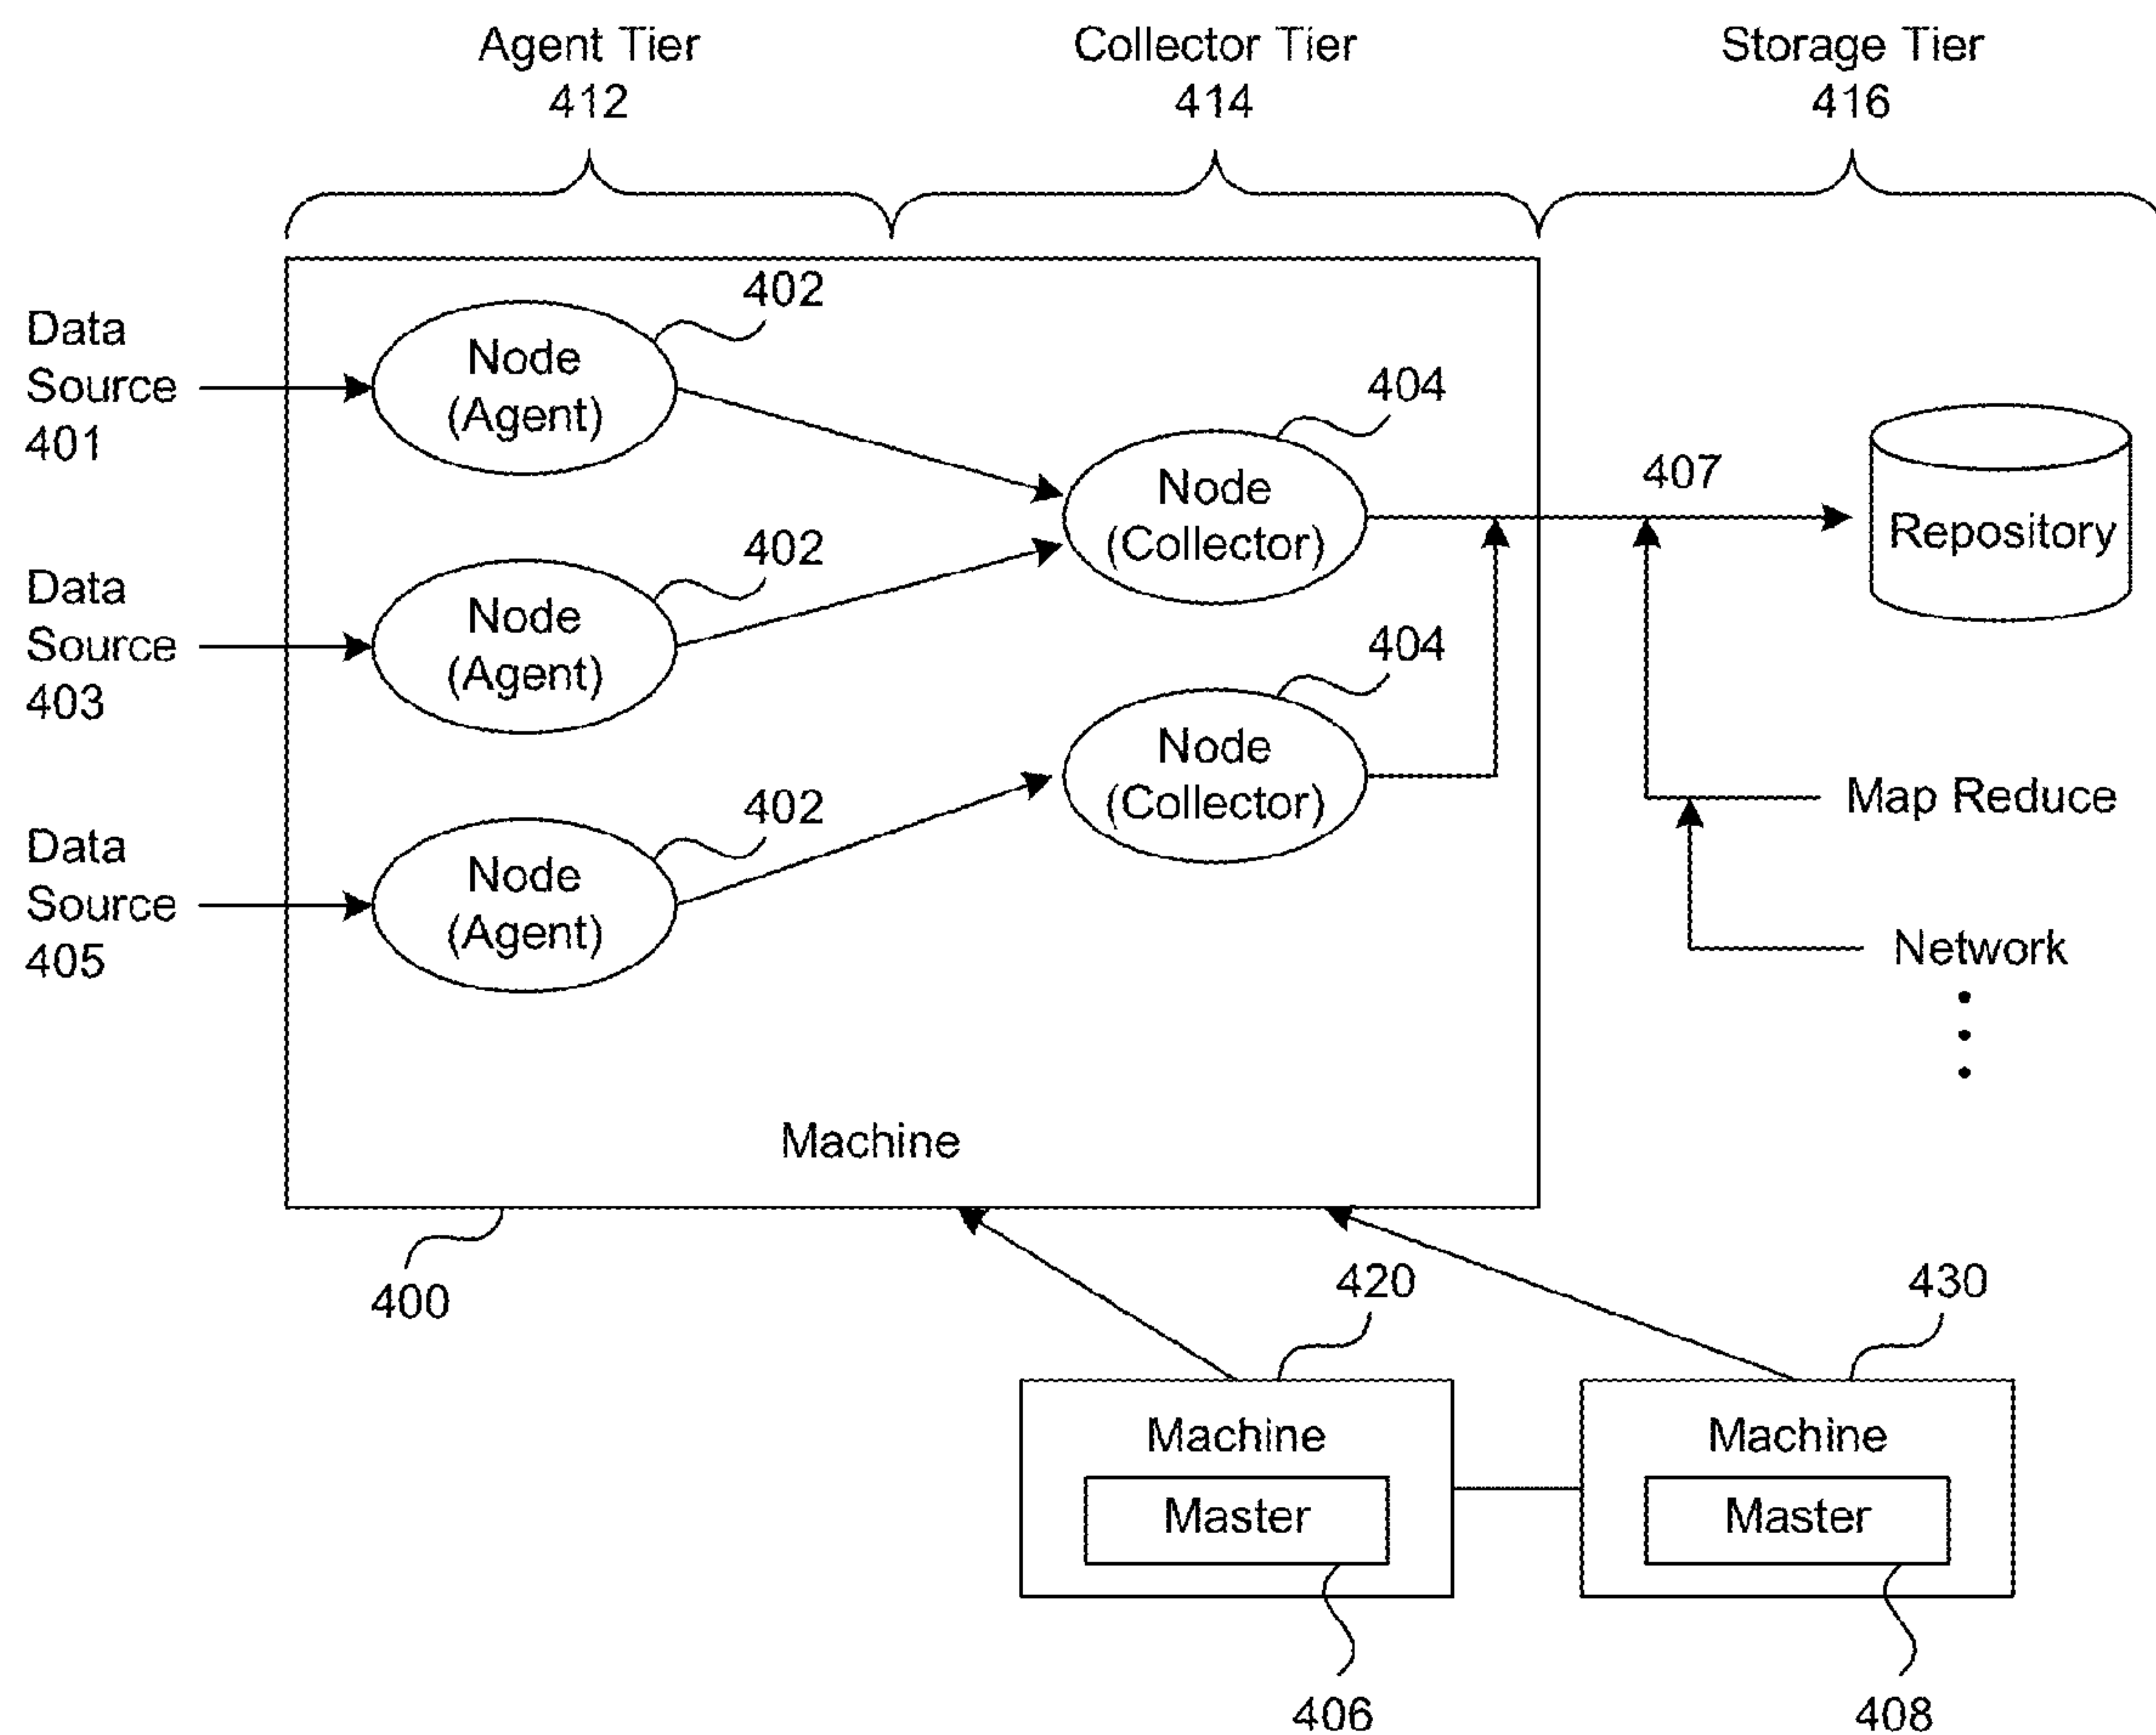 Agent Tier
412
Collector Tier
414
Storage Tier
416
Data
Source
401
402
Node
(Agent)
404
Node
(Collector)
407
Repository
Data
Source
403
402
Node
(Agent)
404
Node
(Collector)
Map Reduce
Data
Source
405
402
Node
(Agent)
Network
Machine
400
420
430
Machine
Master
Machine
Master
406
408